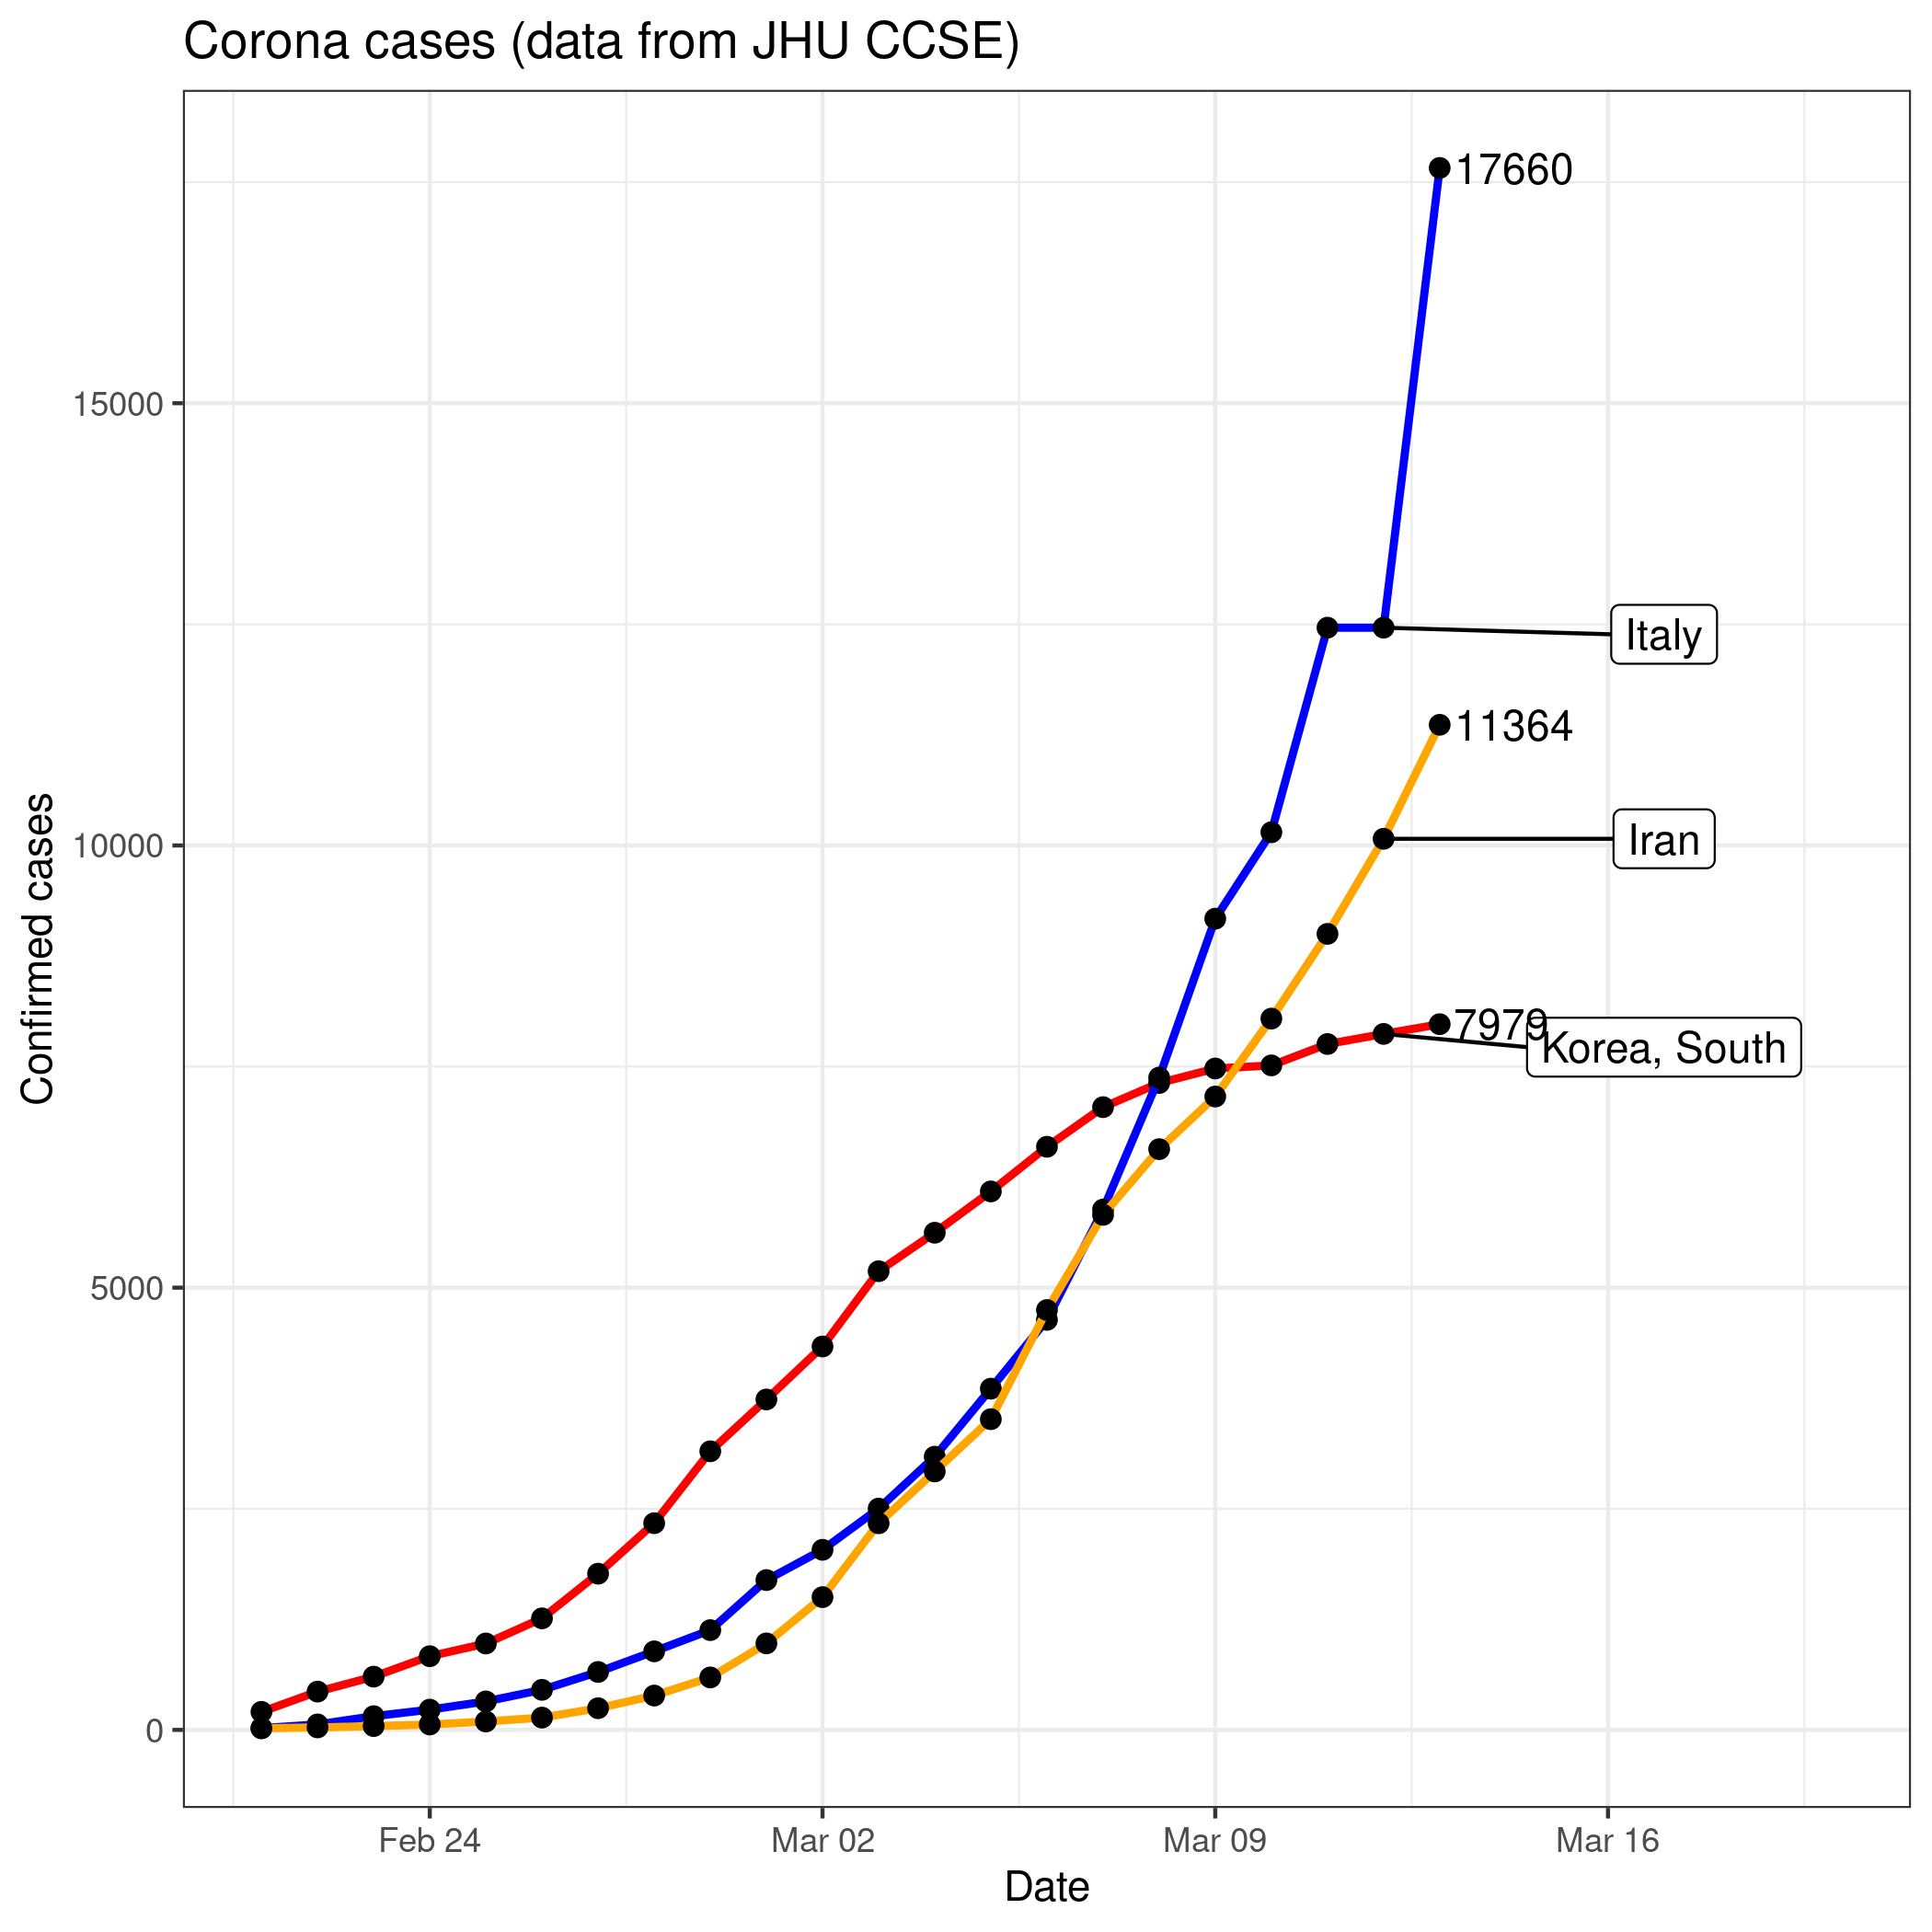 Corona cases (data from JHU CCSE)
17660
15000
Italy
11364
10000
Iran
7979
Korea, South
Confirmed cases
5000
0
Feb 24
Mar 02
Mar 09
Mar 16
Date